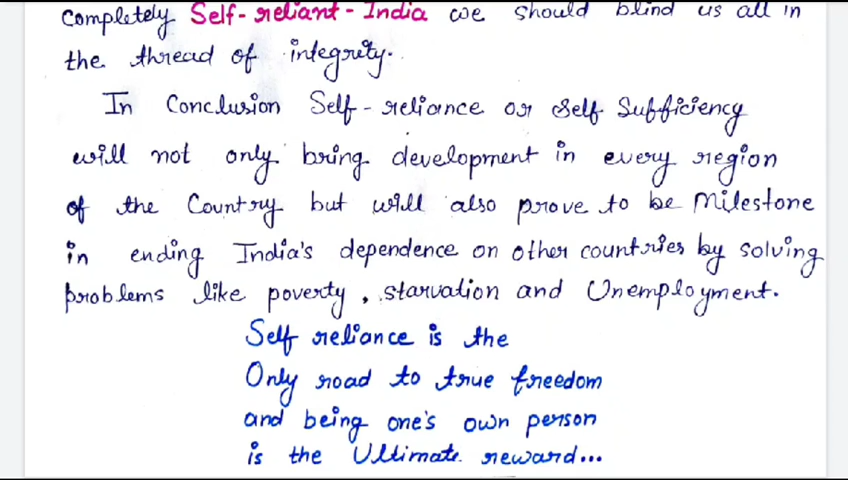 completely Self-reliant-India we should blind us all in
the thread of integrity.
In Conclusion Self-reliance or Self Sufficiency
will not only bring development in every region
of the Country but will also prove to be Milestone
in ending India's dependence on other countries by solving
problems like poverty, starvation and Unemployment.
Self reliance is the
Only road to true freedom
and being one's own person
is the Ultimate reward...